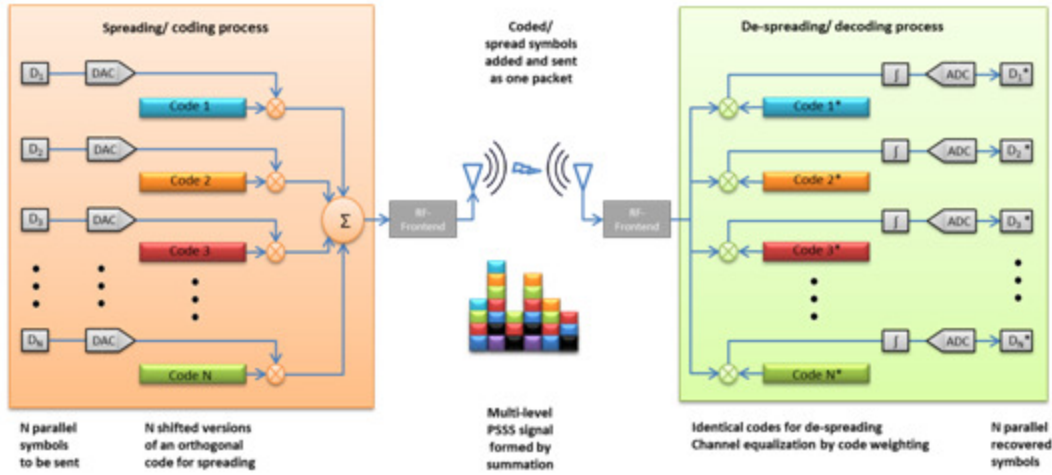 Spreading/ coding process
D1
DAC
Code 1
D2
DAC
Code 2
D3
DAC
Code 3
DN
DAC
Code N
Σ
RF-
Frontend
N parallel
symbols
to be sent
N shifted versions
of an orthogonal
code for spreading
Coded/
spread symbols
added and sent
as one packet
Multi-level
PSSS signal
formed by
summation
RF-
Frontend
De-spreading/ decoding process
∫
ADC
D1*
Code 1*
∫
ADC
D2*
Code 2*
∫
ADC
D3*
Code 3*
∫
ADC
DN*
Code N*
Identical codes for de-spreading
Channel equalization by code weighting
N parallel
recovered
symbols